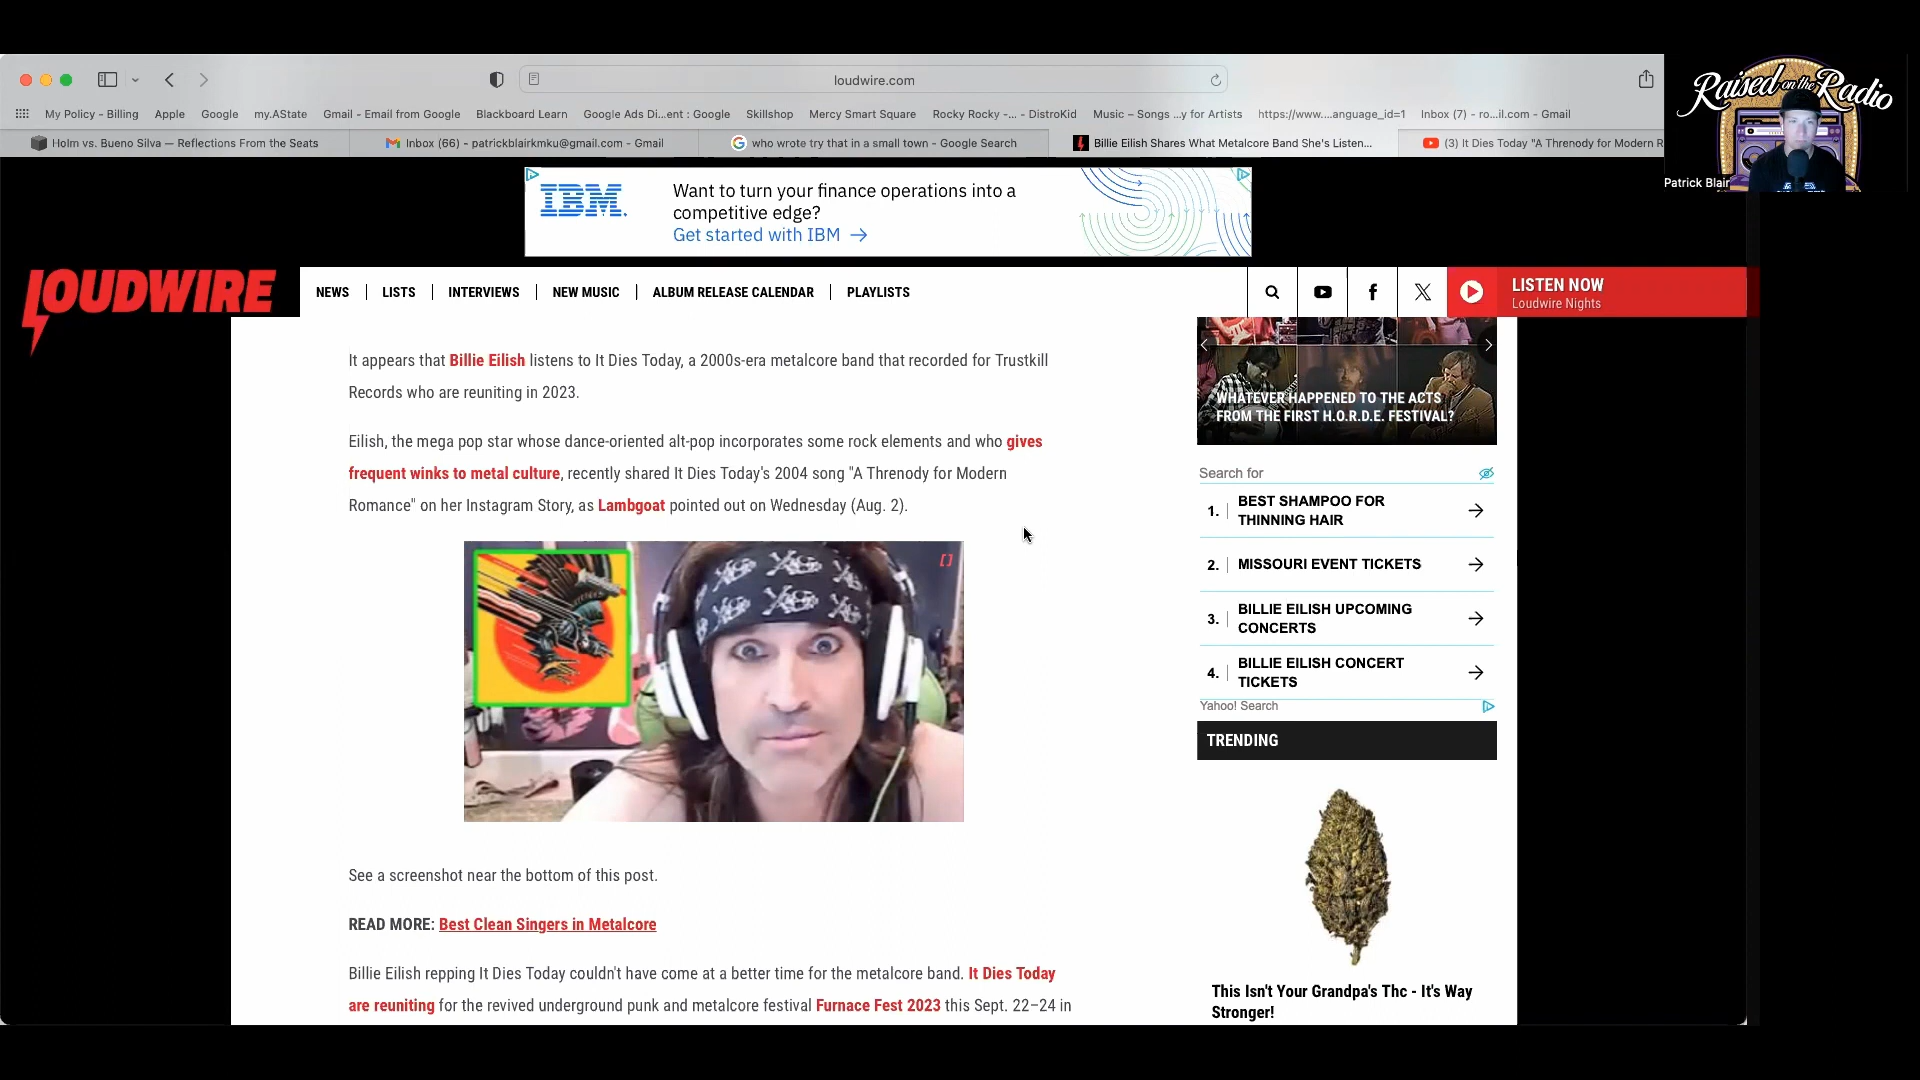 loudwire.com
My Policy - Billing
Apple
Google
my.AState
Gmail - Email from Google
Blackboard Learn
Google Ads Di...ent : Google
Skillshop
Mercy Smart Square
Rocky Rocky -... - DistroKid
Music – Songs ...y for Artists
https://www....anguage_id=1
Inbox (7) - ro...il.com - Gmail
Holm vs. Bueno Silva — Reflections From the Seats
Inbox (66) - patrickblairkmku@gmail.com - Gmail
who wrote try that in a small town - Google Search
Billie Eilish Shares What Metalcore Band She's Listen...
(3) It Dies Today "A Threnody for Modern R
Raised on the Radio
Patrick Blair
IBM.
Want to turn your finance operations into a
competitive edge?
Get started with IBM →
LOUDWIRE
NEWS
LISTS
INTERVIEWS
NEW MUSIC
ALBUM RELEASE CALENDAR
PLAYLISTS
LISTEN NOW
Loudwire Nights
It appears that Billie Eilish listens to It Dies Today, a 2000s-era metalcore band that recorded for Trustkill
Records who are reuniting in 2023.
Eilish, the mega pop star whose dance-oriented alt-pop incorporates some rock elements and who gives
frequent winks to metal culture, recently shared It Dies Today's 2004 song "A Threnody for Modern
Romance" on her Instagram Story, as Lambgoat pointed out on Wednesday (Aug. 2).
See a screenshot near the bottom of this post.
READ MORE: Best Clean Singers in Metalcore
Billie Eilish repping It Dies Today couldn't have come at a better time for the metalcore band. It Dies Today
are reuniting for the revived underground punk and metalcore festival Furnace Fest 2023 this Sept. 22–24 in
WHATEVER HAPPENED TO THE ACTS
FROM THE FIRST H.O.R.D.E. FESTIVAL?
Search for
1. BEST SHAMPOO FOR
THINNING HAIR
2. MISSOURI EVENT TICKETS
3. BILLIE EILISH UPCOMING
CONCERTS
4. BILLIE EILISH CONCERT
TICKETS
Yahoo! Search
TRENDING
This Isn't Your Grandpa's Thc - It's Way
Stronger!